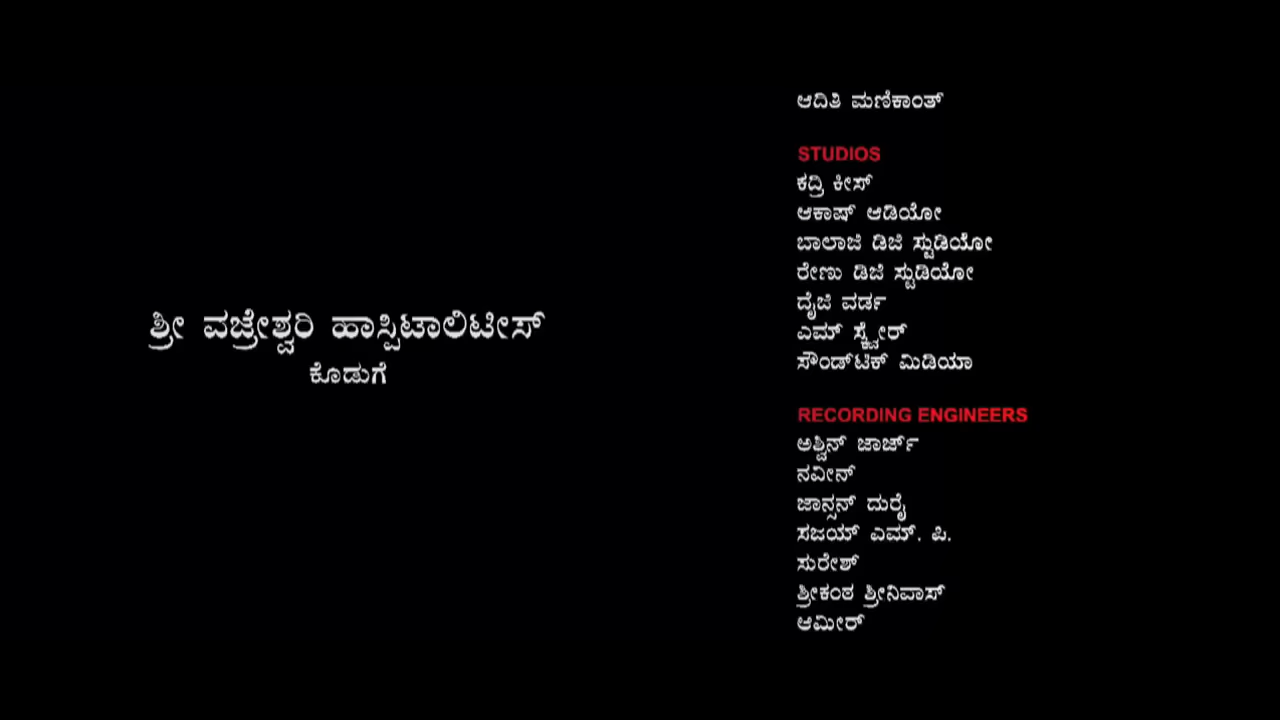 ಶ್ರೀ ವಜ್ರೇಶ್ವರಿ ಹಾಸ್ಪಿಟಾಲಿಟೀಸ್
ಕೊಡುಗೆ
ಆದಿತಿ ಮಣಿಕಾಂತ್
STUDIOS
ಕದ್ರಿ ಕೀಸ್
ಆಕಾಷ್ ಆಡಿಯೋ
ಬಾಲಾಜಿ ಡಿಜಿ ಸ್ಟುಡಿಯೋ
ರೇಣು ಡಿಜಿ ಸ್ಟುಡಿಯೋ
ದೈಜಿ ವರ್ಡ
ಎಮ್ ಸ್ಕ್ವೇರ್
ಸೌಂಡ್‌ಟೆಕ್ ಮಿಡಿಯಾ
RECORDING ENGINEERS
ಅಶ್ವಿನ್ ಜಾರ್ಜ್
ನವೀನ್
ಜಾನ್ಸನ್ ದುರೈ
ಸಜಯ್ ಎಮ್. ಪಿ.
ಸುರೇಶ್
ಶ್ರೀಕಂಠ ಶ್ರೀನಿವಾಸ್
ಆಮೀರ್